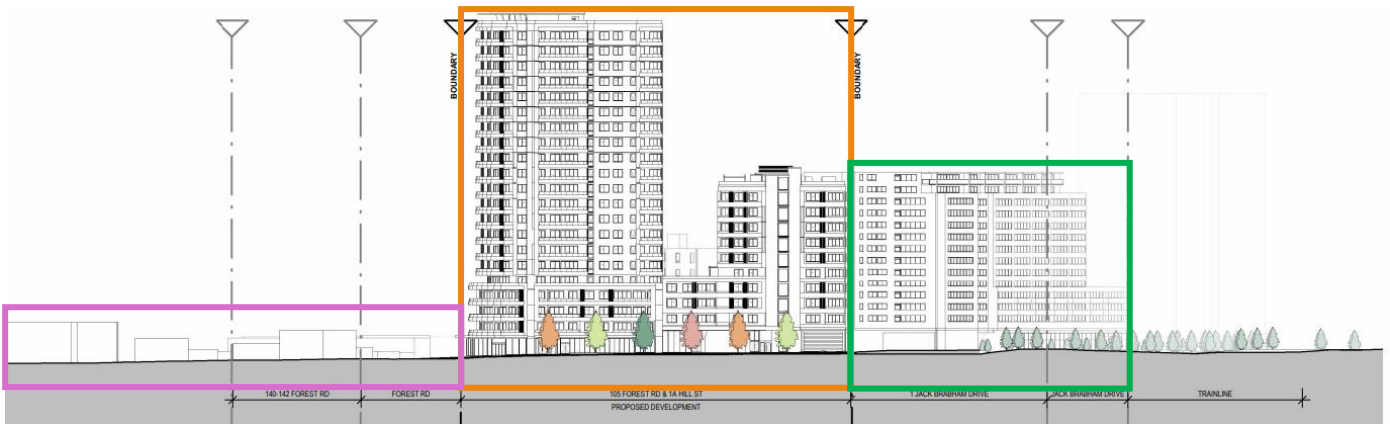 BOUNDARY
BOUNDARY
140-142 FOREST RD
FOREST RD
105 FOREST RD & 1A HILL ST
1 JACK BRABHAM DRIVE
JACK BRABHAM DRIVE
TRAINLINE
PROPOSED DEVELOPMENT